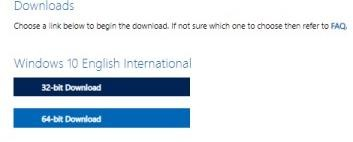 Downloads
Choose a link below to begin the download. If not sure which one to choose then refer to FAQ.
Windows 10 English International
32-bit Download
64-bit Download